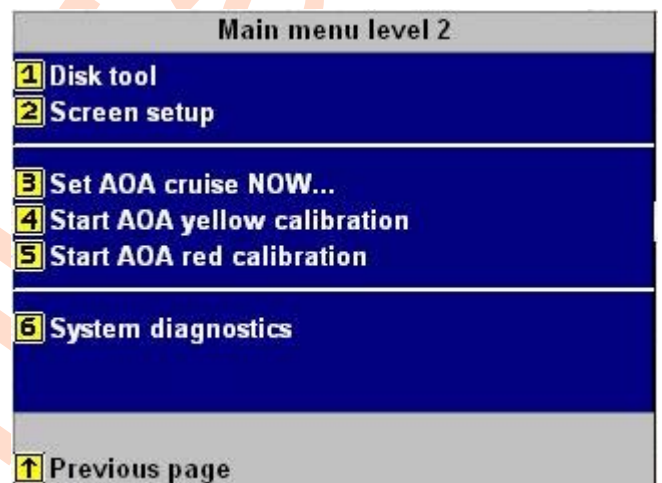 Main menu level 2
1 Disk tool
2 Screen setup
3 Set AOA cruise NOW...
4 Start AOA yellow calibration
5 Start AOA red calibration
6 System diagnostics
↑ Previous page